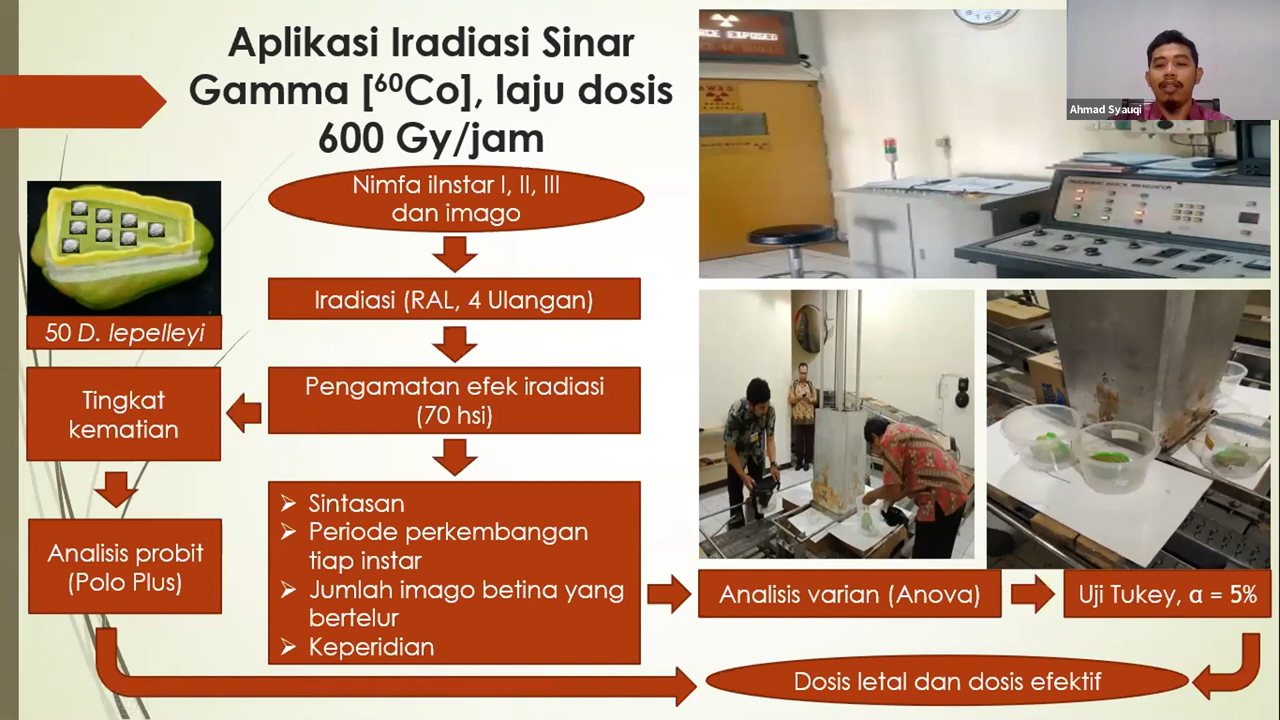 Aplikasi Iradiasi Sinar
Gamma [⁶⁰Co], laju dosis
600 Gy/jam
Ahmad Syauqi
Nimfa iInstar I, II, III
dan imago
Iradiasi (RAL, 4 Ulangan)
50 D. lepelleyi
Pengamatan efek iradiasi
(70 hsi)
Tingkat
kematian
Analisis probit
(Polo Plus)
➢ Sintasan
➢ Periode perkembangan
tiap instar
➢ Jumlah imago betina yang
bertelur
➢ Keperidian
Analisis varian (Anova)
Uji Tukey, α = 5%
Dosis letal dan dosis efektif
EXPOSED